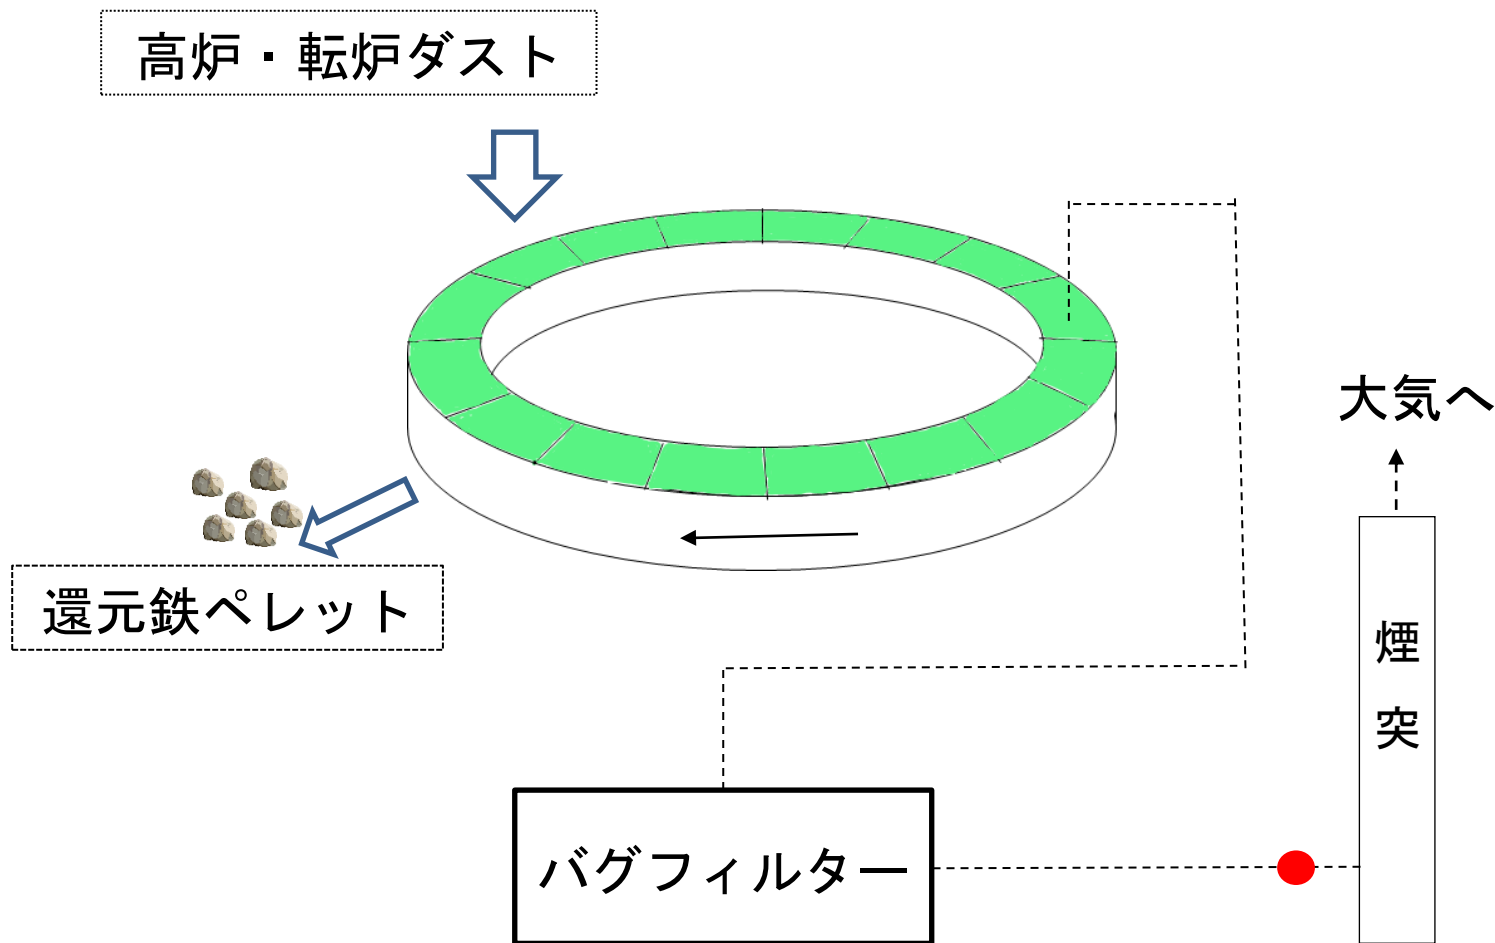 高炉・転炉ダスト
大気へ
還元鉄ペレット
煙突
バグフィルター